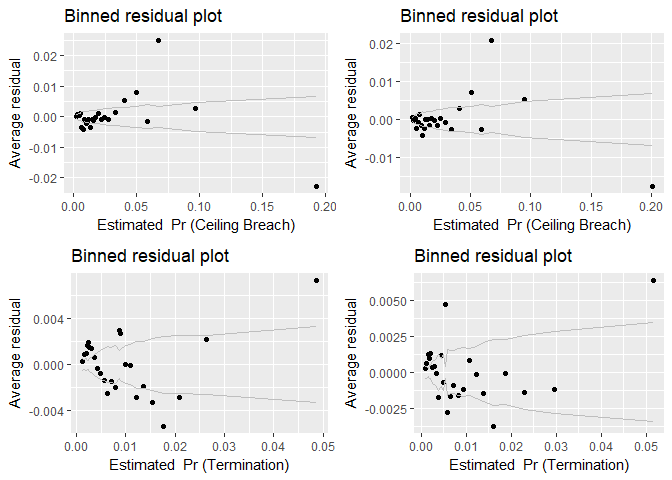 Binned residual plot
Average residual
0.02
0.01
0.00
-0.01
-0.02
0.00 0.05 0.10 0.15 0.20
Estimated Pr (Ceiling Breach)
Binned residual plot
Average residual
0.02
0.01
0.00
-0.01
0.00 0.05 0.10 0.15 0.20
Estimated Pr (Ceiling Breach)
Binned residual plot
Average residual
0.004
0.000
-0.004
0.00 0.01 0.02 0.03 0.04 0.05
Estimated Pr (Termination)
Binned residual plot
Average residual
0.0050
0.0025
0.0000
-0.0025
0.00 0.01 0.02 0.03 0.04 0.05
Estimated Pr (Termination)